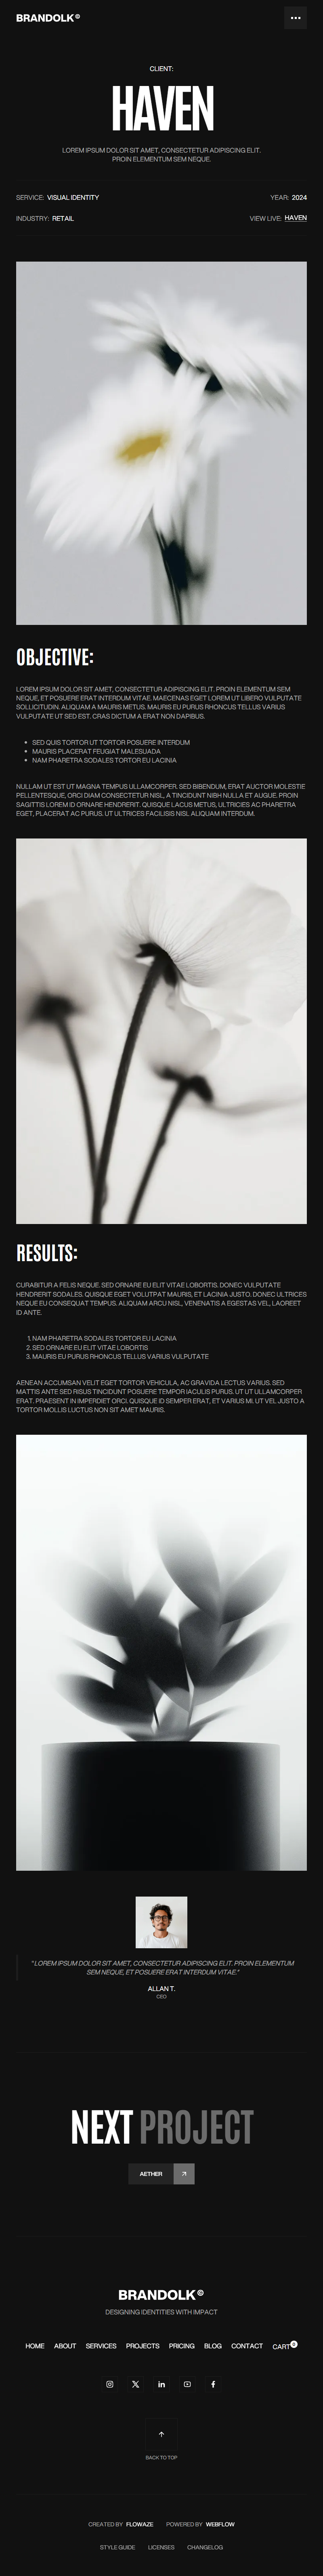 BRANDOLK©
CLIENT:
HAVEN
LOREM IPSUM DOLOR SIT AMET, CONSECTETUR ADIPISCING ELIT.
PROIN ELEMENTUM SEM NEQUE.
SERVICE: VISUAL IDENTITY
YEAR: 2024
INDUSTRY: RETAIL
VIEW LIVE: HAVEN
OBJECTIVE:
LOREM IPSUM DOLOR SIT AMET, CONSECTETUR ADIPISCING ELIT. PROIN ELEMENTUM SEM
NEQUE, ET POSUERE ERAT INTERDUM VITAE. MAECENAS EGET LOREM UT LIBERO VULPUTATE
SOLLICITUDIN. ALIQUAM A MAURIS METUS. MAURIS EU PURUS RHONCUS TELLUS VARIUS
VULPUTATE UT SED EST. CRAS DICTUM A ERAT NON DAPIBUS.
• SED QUIS TORTOR UT TORTOR POSUERE INTERDUM
• MAURIS PLACERAT FEUGIAT MALESUADA
• NAM PHARETRA SODALES TORTOR EU LACINIA
NULLAM UT EST UT MAGNA TEMPUS ULLAMCORPER. SED BIBENDUM, ERAT AUCTOR MOLESTIE
PELLENTESQUE, ORCI DIAM CONSECTETUR NISL, A TINCIDUNT NIBH NULLA ET AUGUE. PROIN
SAGITTIS LOREM ID ORNARE HENDRERIT. QUISQUE LACUS METUS, ULTRICIES AC PHARETRA
EGET, PLACERAT AC PURUS. UT ULTRICES FACILISIS NISL ALIQUAM INTERDUM.
RESULTS:
CURABITUR A FELIS NEQUE. SED ORNARE EU ELIT VITAE LOBORTIS. DONEC VULPUTATE
HENDRERIT SODALES. QUISQUE EGET VOLUTPAT MAURIS, ET LACINIA JUSTO. DONEC ULTRICES
NEQUE EU CONSEQUAT TEMPUS. ALIQUAM ARCU NISL, VENENATIS A EGESTAS VEL, LAOREET
ID ANTE.
1. NAM PHARETRA SODALES TORTOR EU LACINIA
2. SED ORNARE EU ELIT VITAE LOBORTIS
3. MAURIS EU PURUS RHONCUS TELLUS VARIUS VULPUTATE
AENEAN ACCUMSAN VELIT EGET TORTOR VEHICULA, AC GRAVIDA LECTUS VARIUS. SED
MATTIS ANTE SED RISUS TINCIDUNT POSUERE TEMPOR IACULIS PURUS. UT UT ULLAMCORPER
ERAT. PRAESENT IN IMPERDIET ORCI. QUISQUE ID SEMPER ERAT, ET VARIUS MI. UT VEL JUSTO A
TORTOR MOLLIS LUCTUS NON SIT AMET MAURIS.
"LOREM IPSUM DOLOR SIT AMET, CONSECTETUR ADIPISCING ELIT. PROIN ELEMENTUM
SEM NEQUE, ET POSUERE ERAT INTERDUM VITAE."
ALLAN T.
CEO
NEXT PROJECT
AETHER
BRANDOLK©
DESIGNING IDENTITIES WITH IMPACT
HOME ABOUT SERVICES PROJECTS PRICING BLOG CONTACT CART 0
BACK TO TOP
CREATED BY FLOWAZE POWERED BY WEBFLOW
STYLE GUIDE LICENSES CHANGELOG